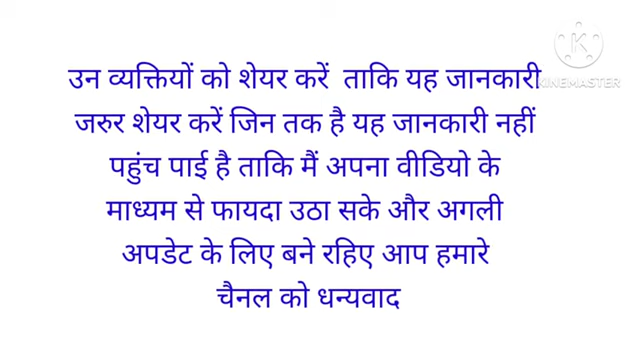 KINEMASTER
उन व्यक्तियों को शेयर करें ताकि यह जानकारी
जरुर शेयर करें जिन तक है यह जानकारी नहीं
पहुंच पाई है ताकि मैं अपना वीडियो के
माध्यम से फायदा उठा सके और अगली
अपडेट के लिए बने रहिए आप हमारे
चैनल को धन्यवाद